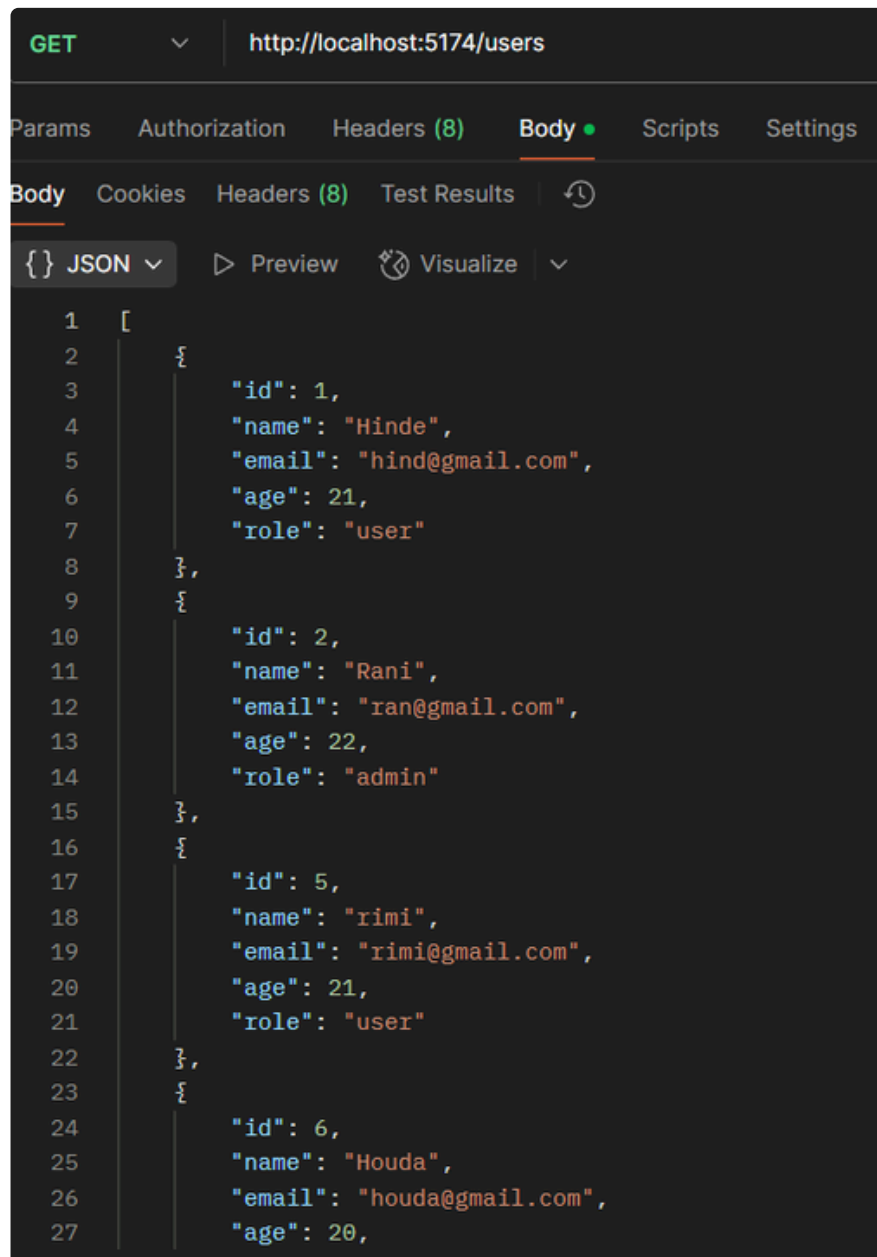 GET http://localhost:5174/users
Params Authorization Headers (8) Body Scripts Settings
Body Cookies Headers (8) Test Results
{} JSON Preview Visualize
1 [
2 {
3 "id": 1,
4 "name": "Hinde",
5 "email": "hind@gmail.com",
6 "age": 21,
7 "role": "user"
8 },
9 {
10 "id": 2,
11 "name": "Rani",
12 "email": "ran@gmail.com",
13 "age": 22,
14 "role": "admin"
15 },
16 {
17 "id": 5,
18 "name": "rimi",
19 "email": "rimi@gmail.com",
20 "age": 21,
21 "role": "user"
22 },
23 {
24 "id": 6,
25 "name": "Houda",
26 "email": "houda@gmail.com",
27 "age": 20,